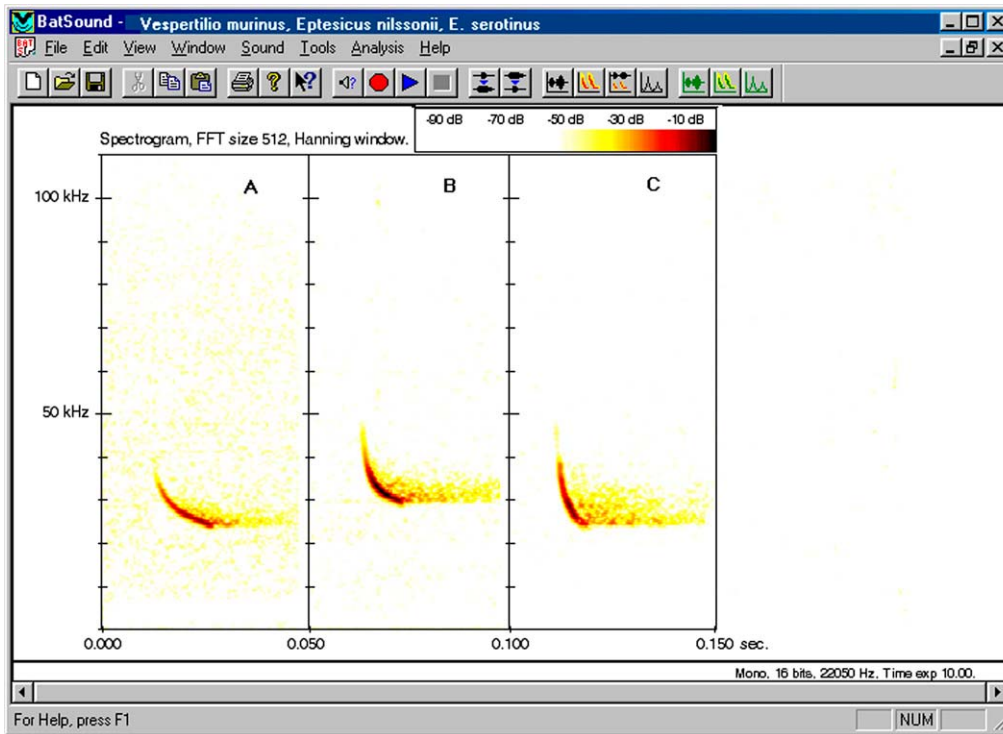 BatSound - Vespertilio murinus, Eptesicus nilssonii, E. serotinus
File Edit View Window Sound Tools Analysis Help
-90 dB -70 dB -50 dB -30 dB -10 dB
Spectrogram, FFT size 512, Hanning window.
A B C
100 kHz
50 kHz
0.000 0.050 0.100 0.150 sec.
Mono, 16 bits, 22050 Hz, Time exp 10.00.
For Help, press F1 NUM